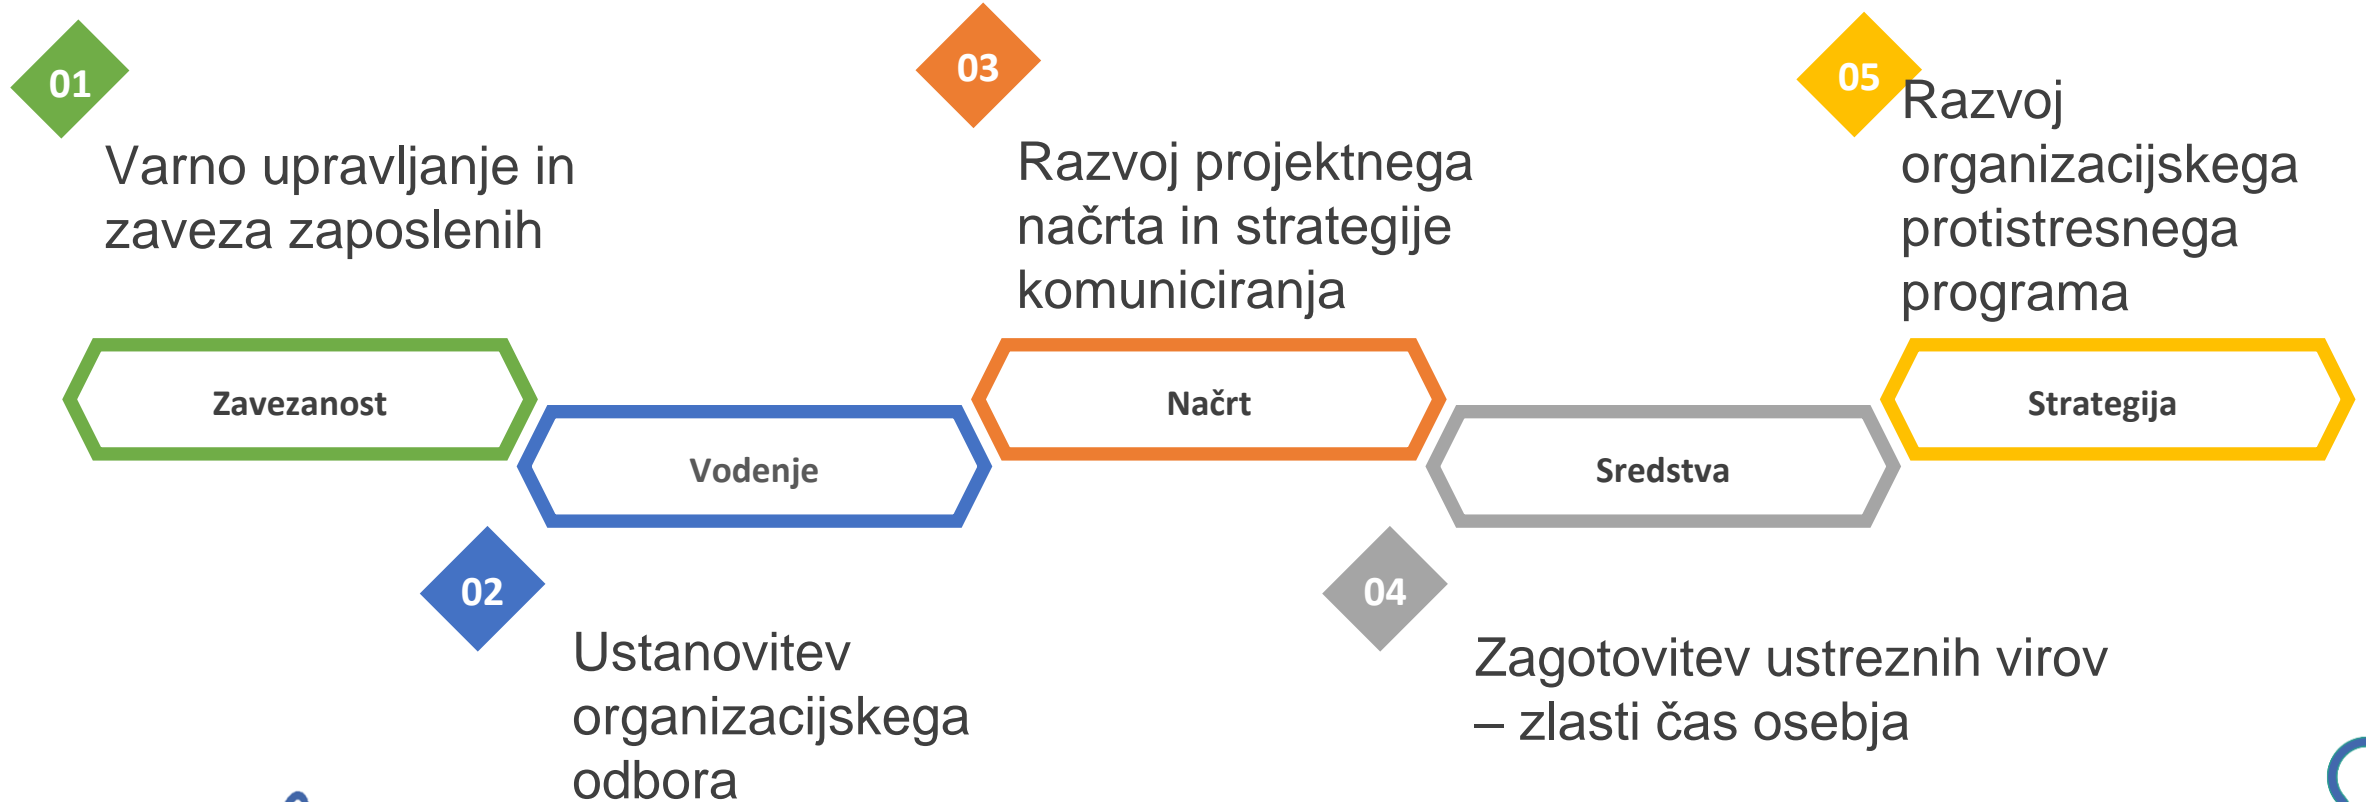 01
Varno upravljanje in
zaveza zaposlenih
Zavezanost
02
Vodenje
Ustanovitev
organizacijskega
odbora
03
Razvoj projektnega
načrta in strategije
komuniciranja
Načrt
04
Sredstva
Zagotovitev ustreznih virov
– zlasti čas osebja
05
Razvoj
organizacijskega
protistresnega
programa
Strategija